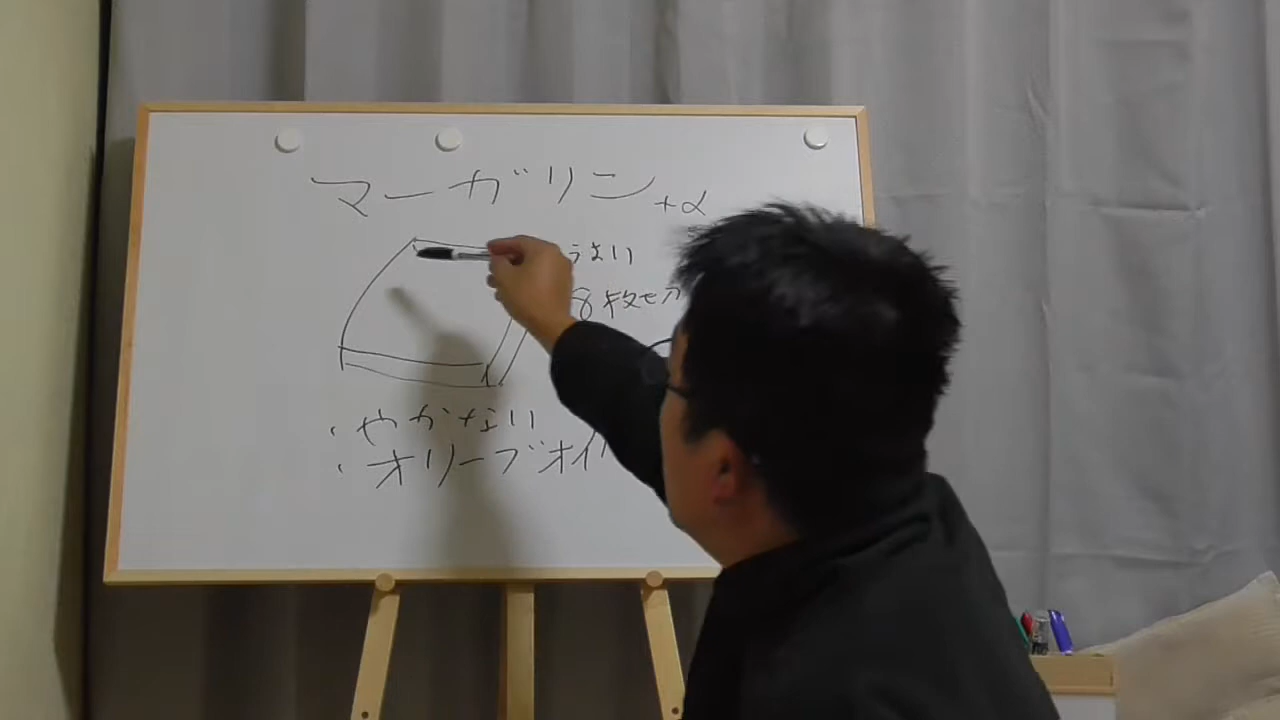 マーガリン+α
うまい
8枚セ
・やかない
・オリーブオイル